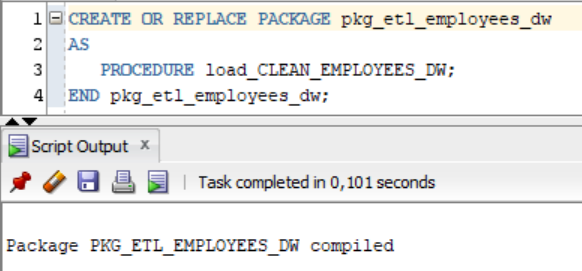 1 CREATE OR REPLACE PACKAGE pkg_etl_employees_dw
2 AS
3 PROCEDURE load_CLEAN_EMPLOYEES_DW;
4 END pkg_etl_employees_dw;
Script Output x
Task completed in 0,101 seconds
Package PKG_ETL_EMPLOYEES_DW compiled